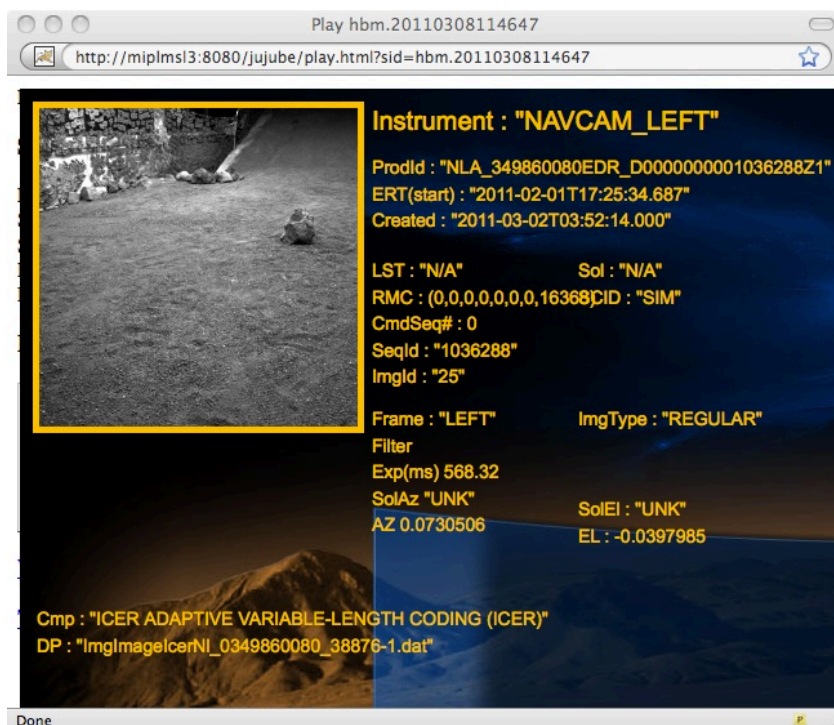 Play hbm.20110308114647
http://miplmsl3:8080/jujube/play.html?sid=hbm.20110308114647
Instrument : "NAVCAM_LEFT"
ProdId : "NLA_349860080EDR_D0000000001036288Z1"
ERT(start) : "2011-02-01T17:25:34.687"
Created : "2011-03-02T03:52:14.000"
LST : "N/A" Sol : "N/A"
RMC : (0,0,0,0,0,0,0,16368) CID : "SIM"
CmdSeq# : 0
SeqId : "1036288"
ImgId : "25"
Frame : "LEFT" ImgType : "REGULAR"
Filter
Exp(ms) 568.32
SolAz "UNK" SolEl : "UNK"
AZ 0.0730506 EL : -0.0397985
Cmp : "ICER ADAPTIVE VARIABLE-LENGTH CODING (ICER)"
DP : "ImgImageIcerNl_0349860080_38876-1.dat"
Done